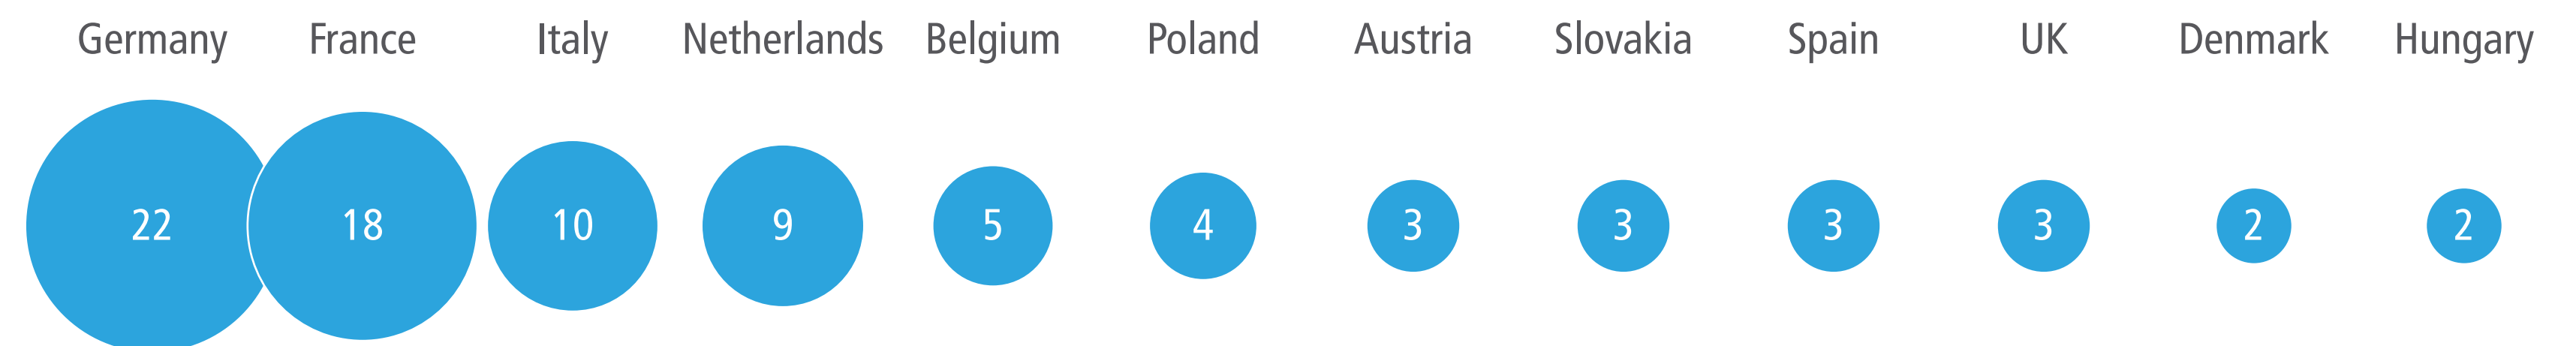 Germany France Italy Netherlands Belgium Poland Austria Slovakia Spain UK Denmark Hungary
22 18 10 9 5 4 3 3 3 3 2 2